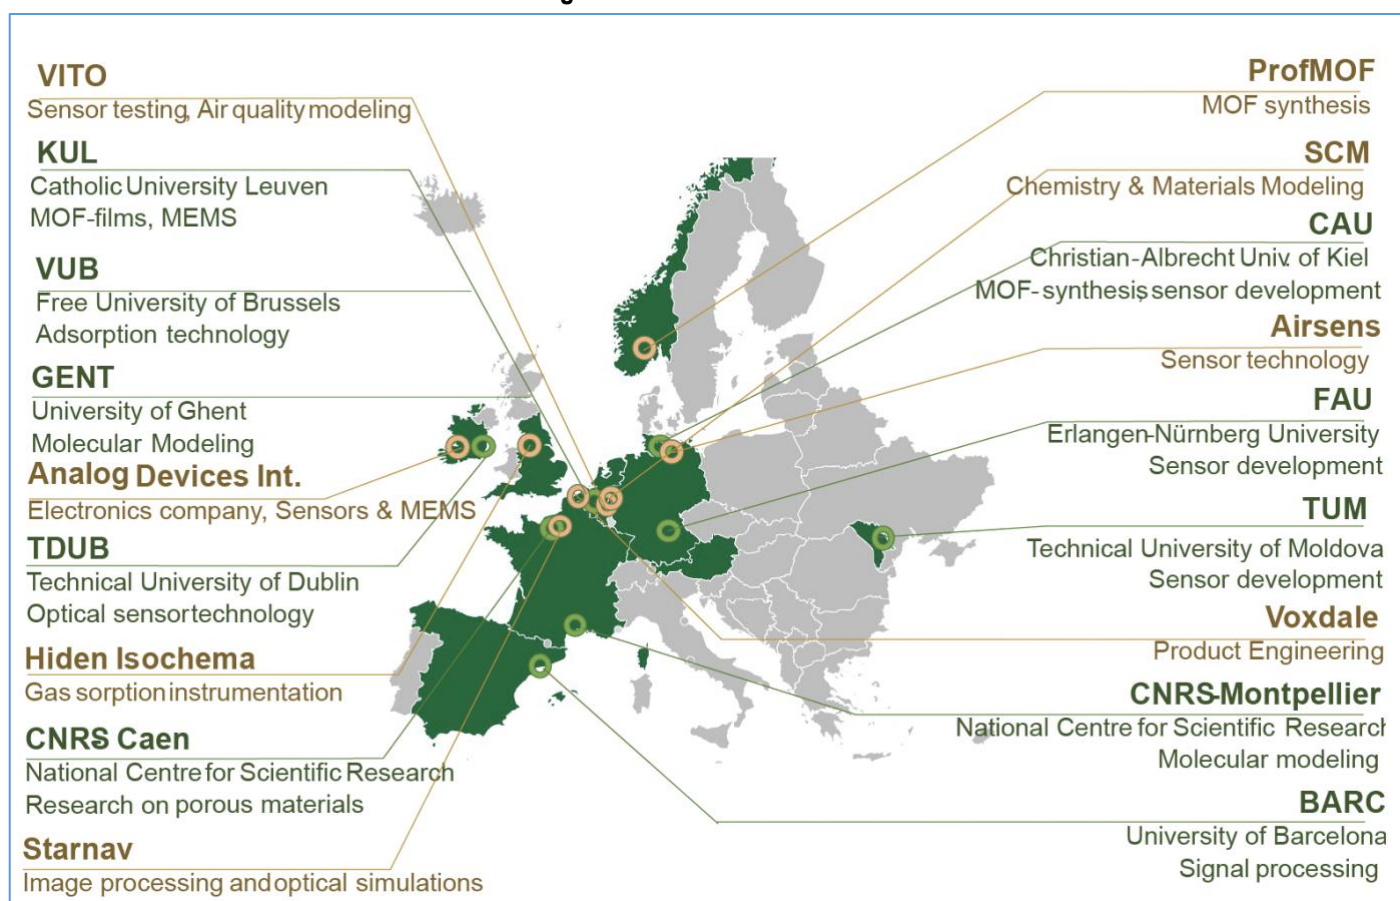 VITO
Sensor testing, Air quality modeling
KUL
Catholic University Leuven
MOF-films, MEMS
VUB
Free University of Brussels
Adsorption technology
GENT
University of Ghent
Molecular Modeling
Analog Devices Int.
Electronics company, Sensors & MEMS
TDUB
Technical University of Dublin
Optical sensor technology
Hiden Isochema
Gas sorption instrumentation
CNRS Caen
National Centre for Scientific Research
Research on porous materials
Starnav
Image processing and optical simulations
ProfMOF
MOF synthesis
SCM
Chemistry & Materials Modeling
CAU
Christian-Albrecht Univ. of Kiel
MOF-synthesis, sensor development
Airsens
Sensor technology
FAU
Erlangen-Nürnberg University
Sensor development
TUM
Technical University of Moldova
Sensor development
Voxdale
Product Engineering
CNRS-Montpellier
National Centre for Scientific Research
Molecular modeling
BARC
University of Barcelona
Signal processing